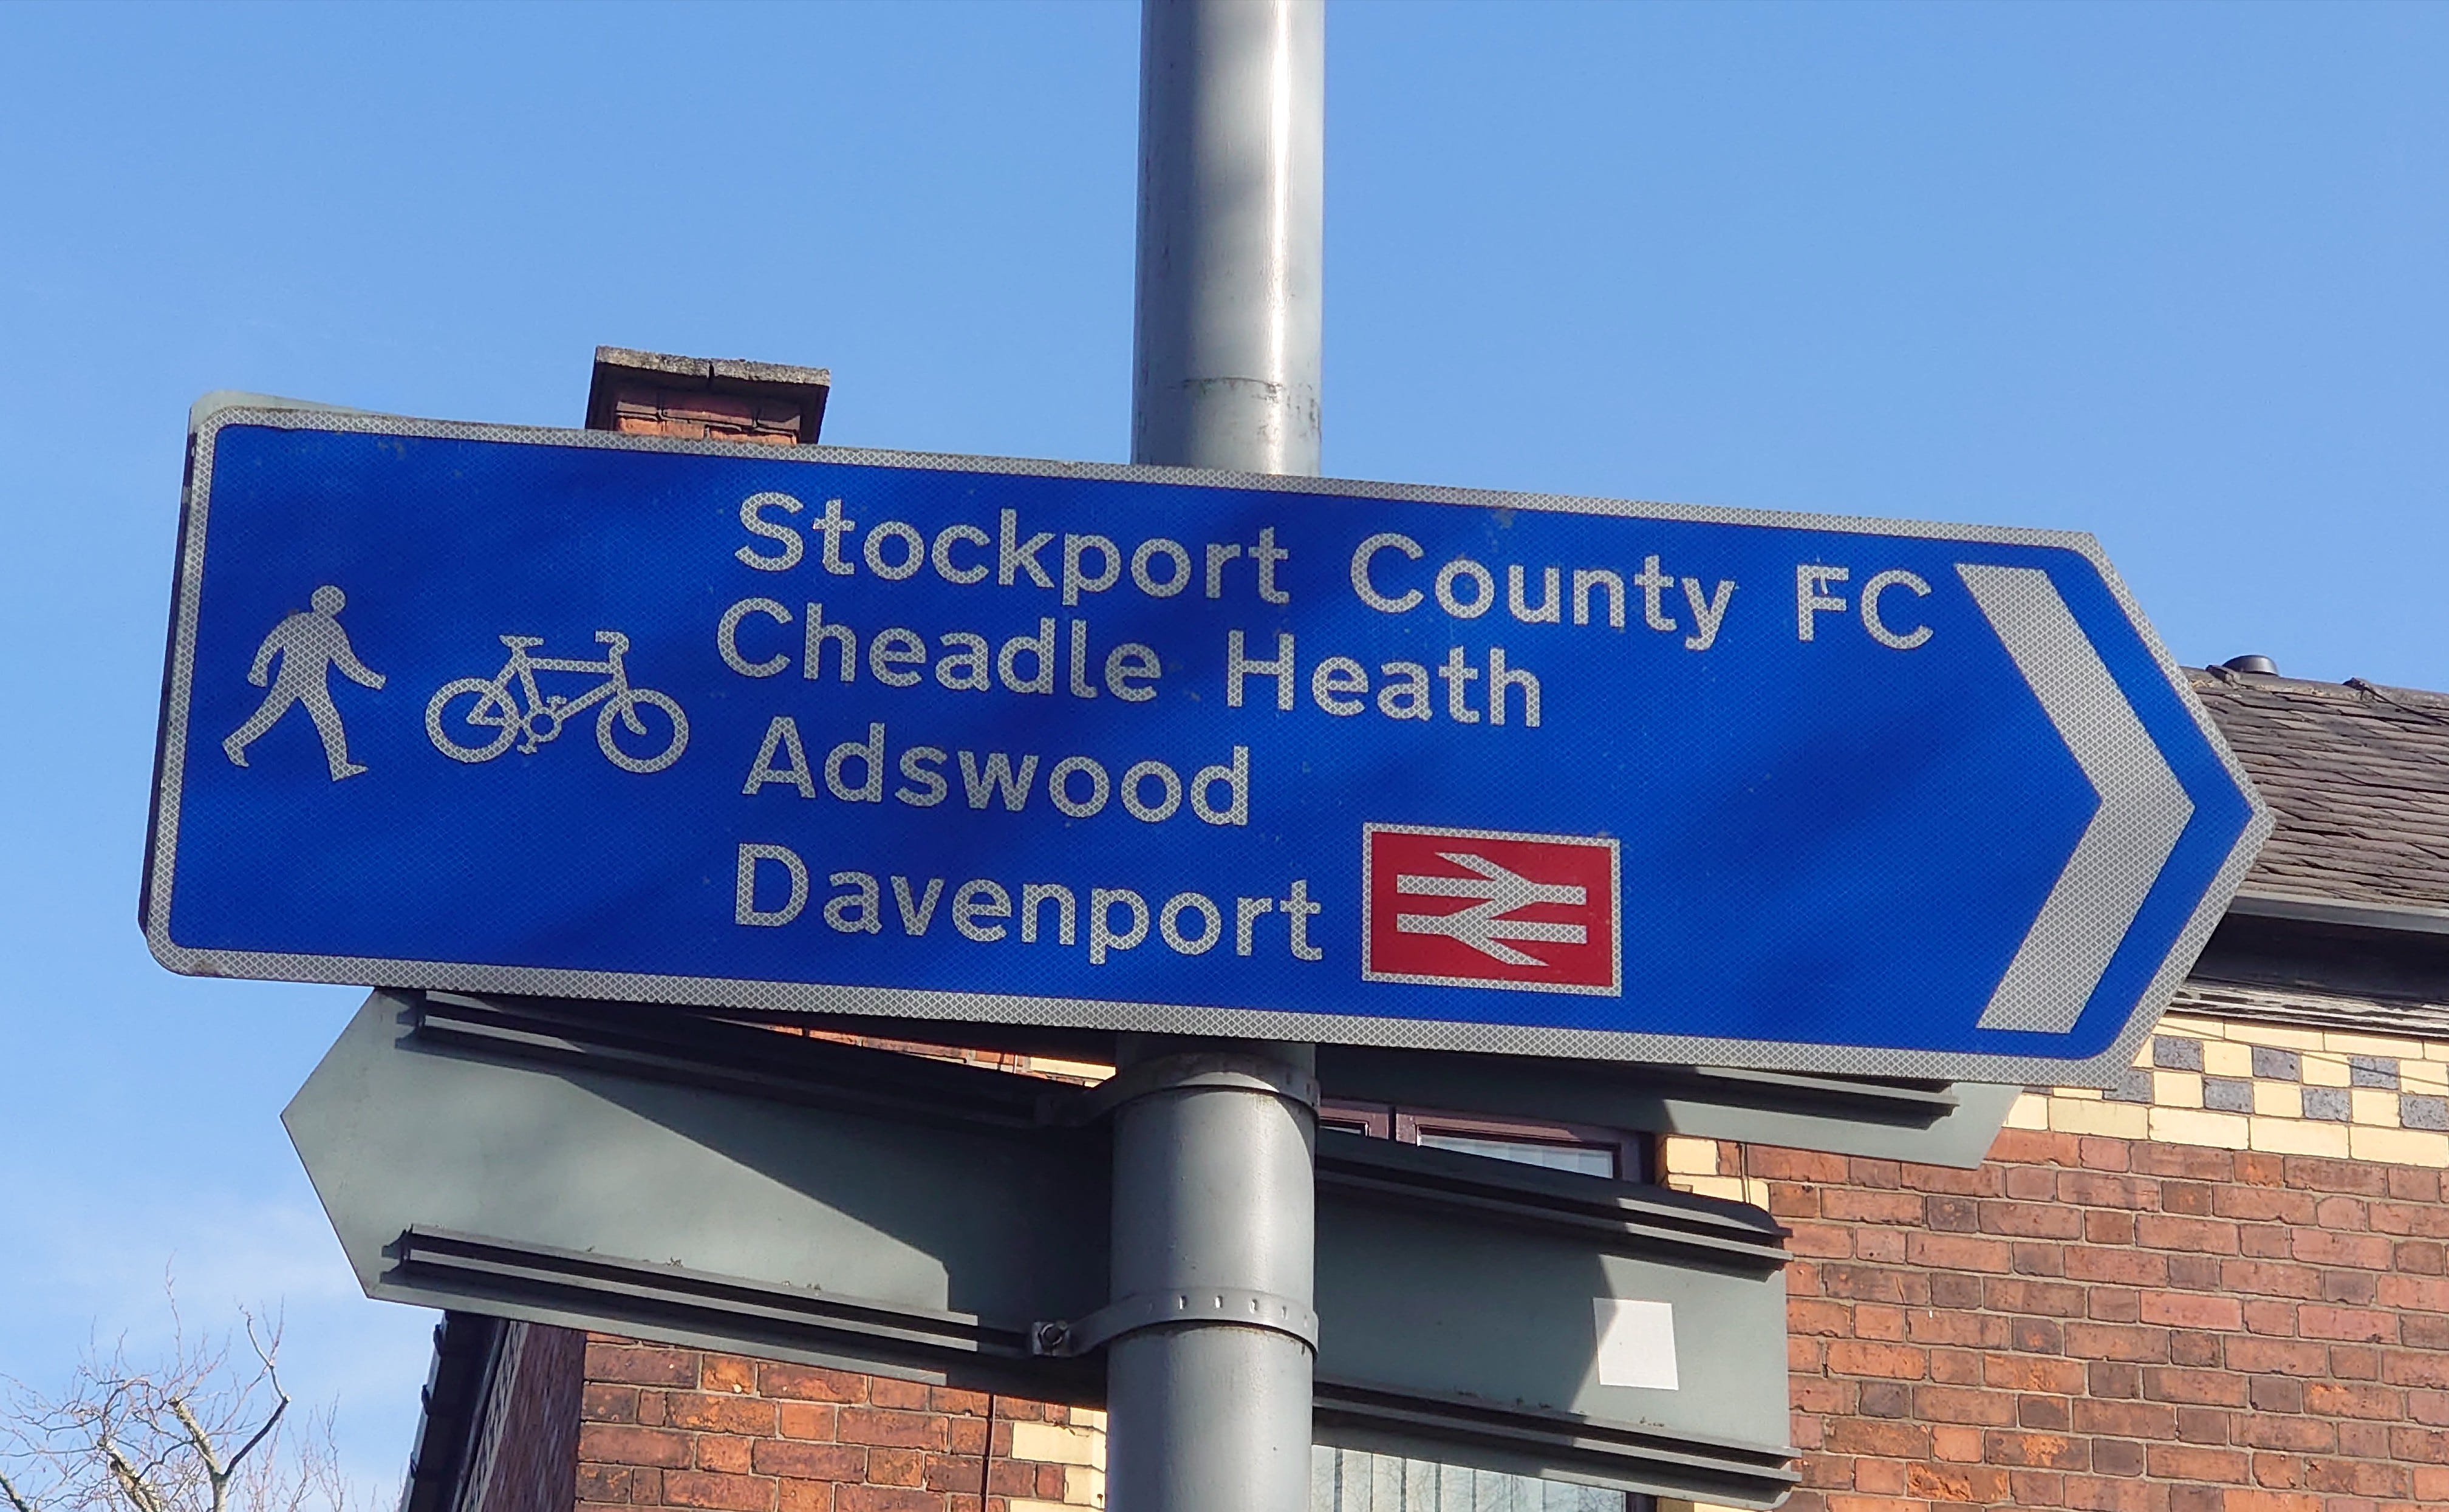 Stockport County FC
Cheadle Heath
Adswood
Davenport